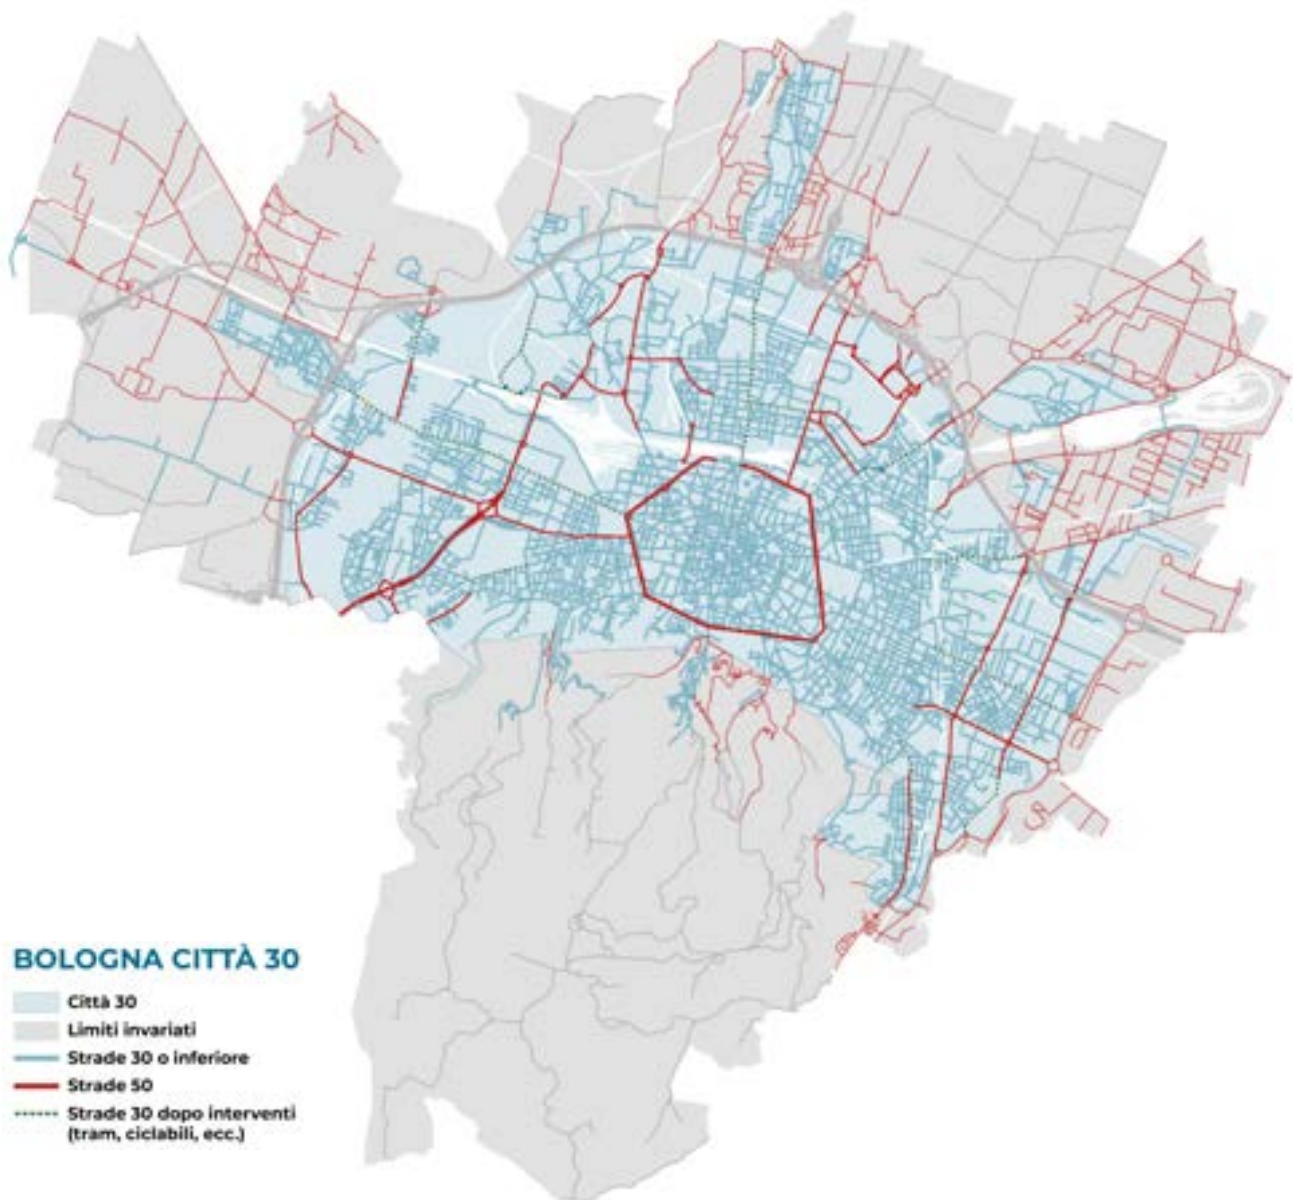 BOLOGNA CITTÀ 30
Città 30
Limiti invariati
Strade 30 o inferiore
Strade 50
Strade 30 dopo interventi
(tram, ciclabili, ecc.)